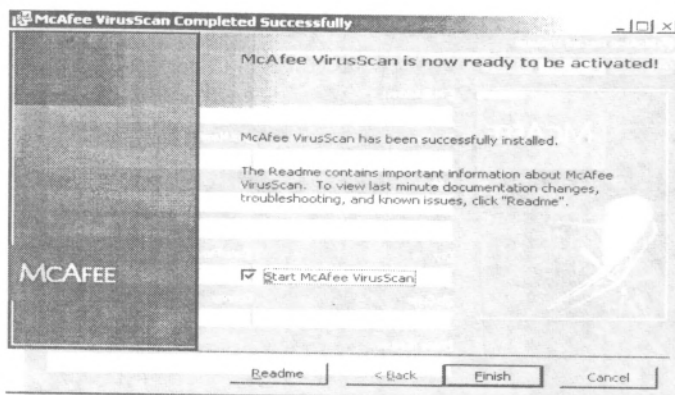 McAfee VirusScan Completed Successfully
McAfee VirusScan is now ready to be activated!
McAfee VirusScan has been successfully installed.
The Readme contains important information about McAfee
VirusScan. To view last minute documentation changes,
troubleshooting, and known issues, click "Readme".
MCAFEE
Start McAfee VirusScan
Readme
< Back
Finish
Cancel